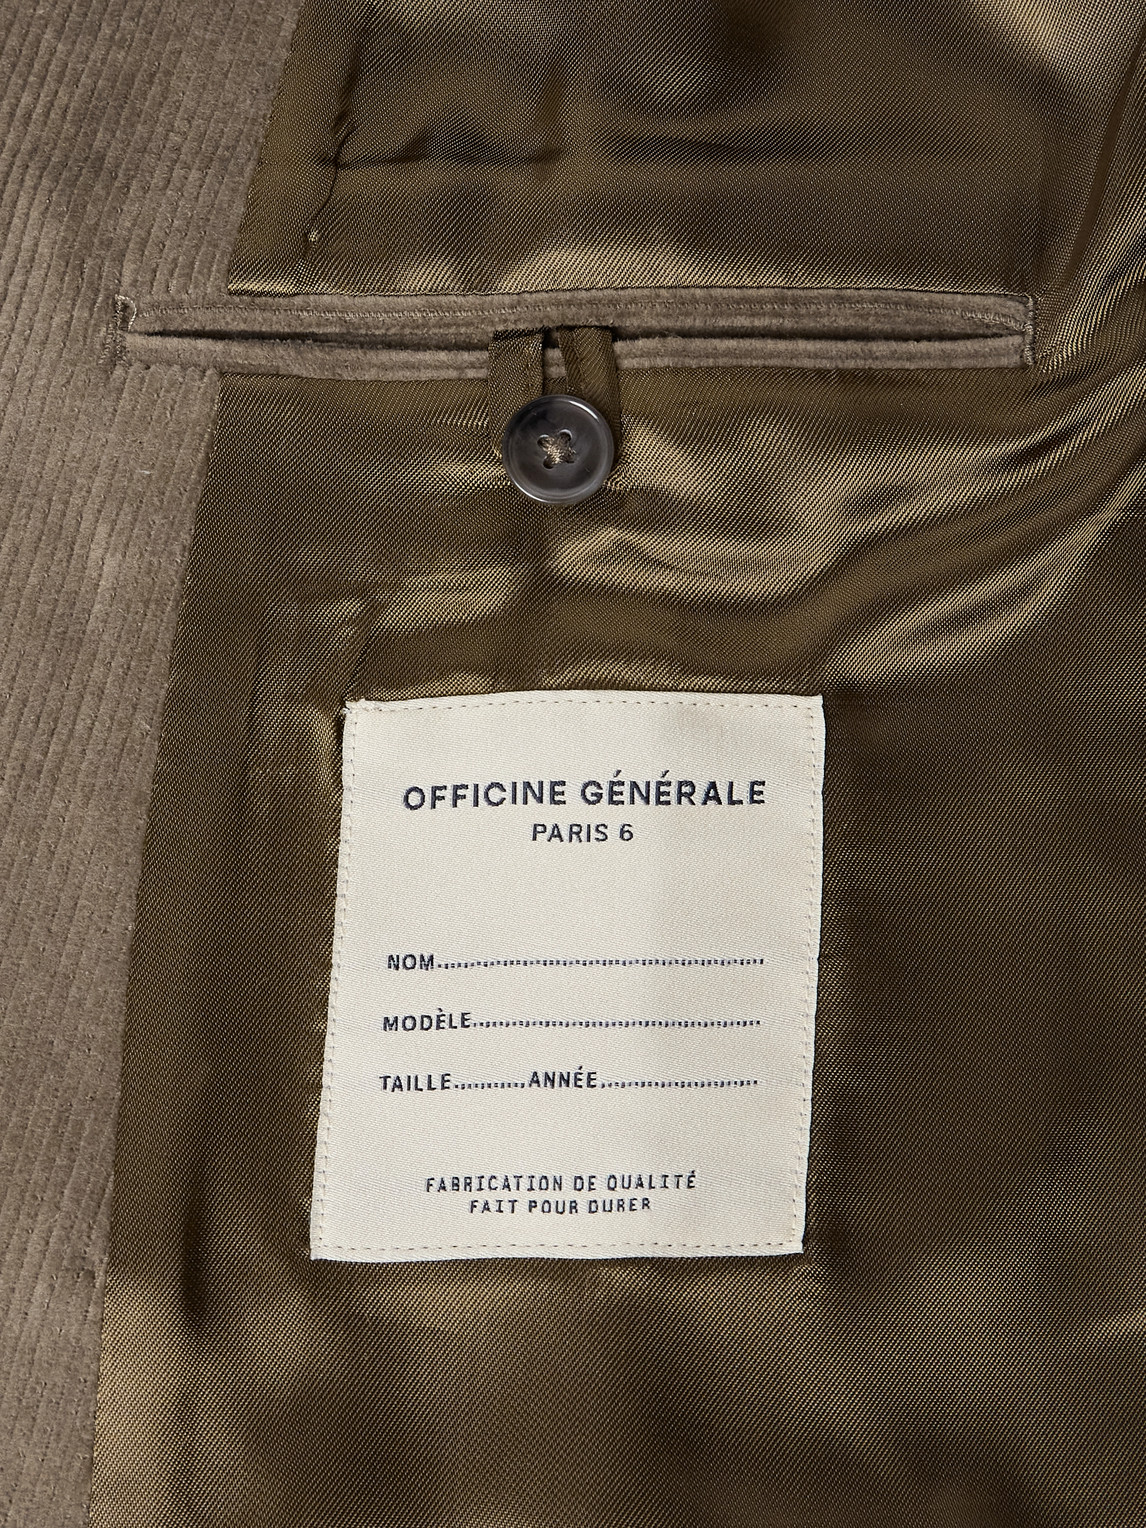 OFFICINE GÉNÉRALE
PARIS 6
NOM..............................................
MODÈLE..........................................
TAILLE..........ANNÉE......................
FABRICATION DE QUALITÉ
FAIT POUR DURER